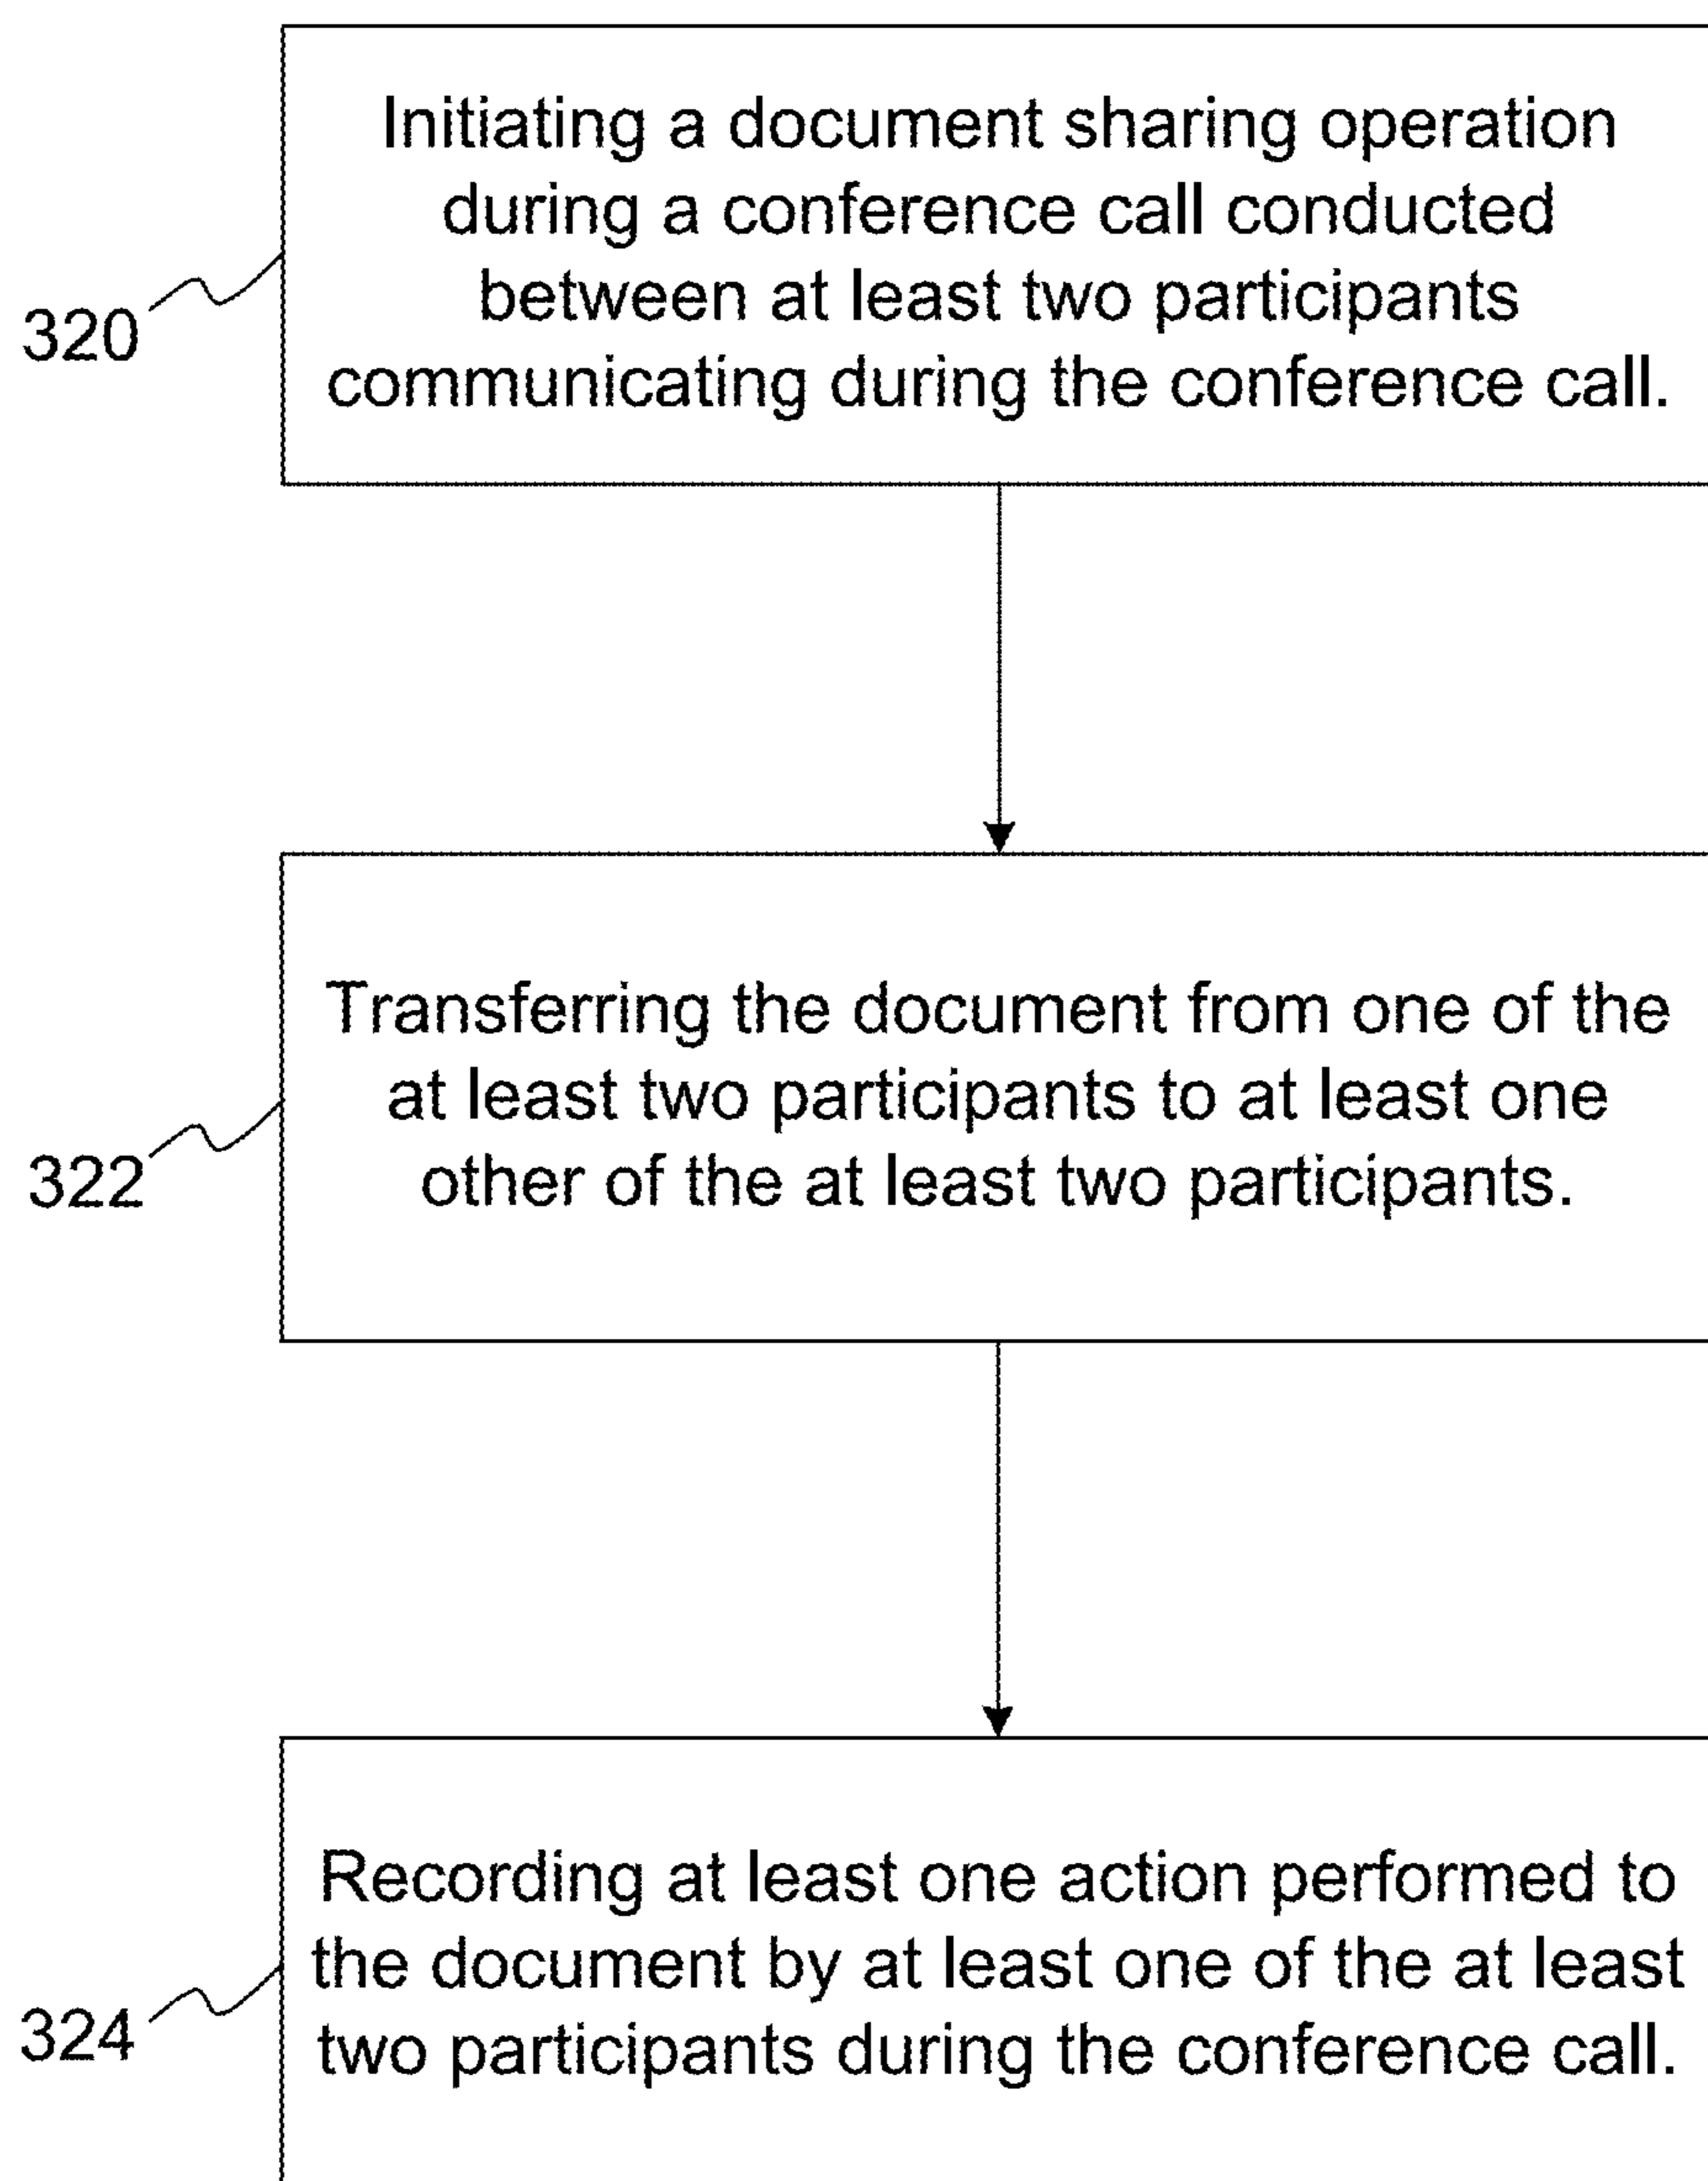 Initiating a document sharing operation
during a conference call conducted
between at least two participants
communicating during the conference call.
320
Transferring the document from one of the
at least two participants to at least one
other of the at least two participants.
322
Recording at least one action performed to
the document by at least one of the at least
two participants during the conference call.
324